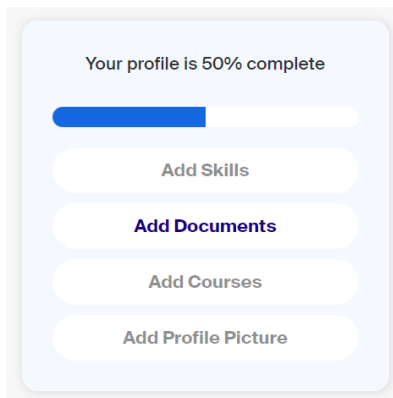 Your profile is 50% complete
Add Skills
Add Documents
Add Courses
Add Profile Picture